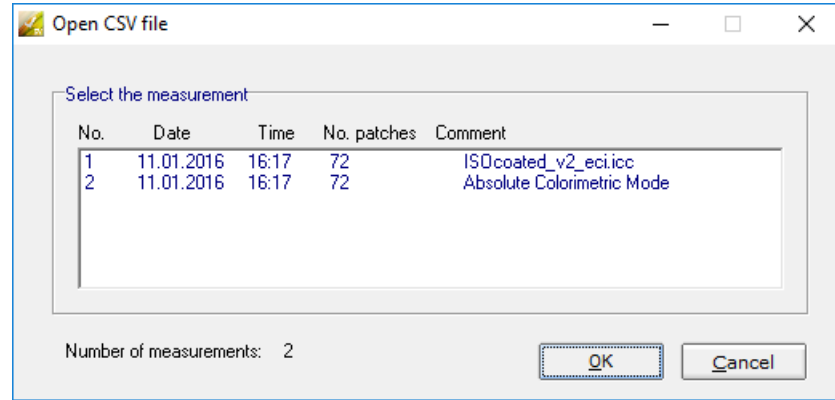 Open CSV file
Select the measurement
No. Date Time No. patches Comment
1 11.01.2016 16:17 72 ISOcoated_v2_eci.icc
2 11.01.2016 16:17 72 Absolute Colorimetric Mode
Number of measurements: 2
OK Cancel